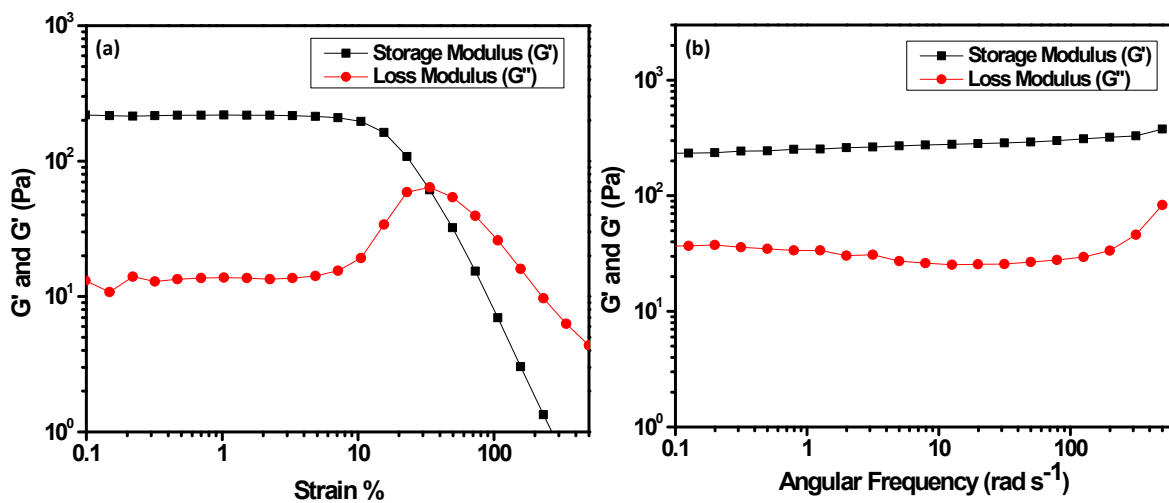 (a)
Storage Modulus (G')
Loss Modulus (G")
G' and G' (Pa)
10³
10²
10¹
10⁰
0.1
1
10
100
Strain %
(b)
Storage Modulus (G')
Loss Modulus (G")
G' and G' (Pa)
10³
10²
10¹
10⁰
0.1
1
10
100
Angular Frequency (rad s⁻¹)